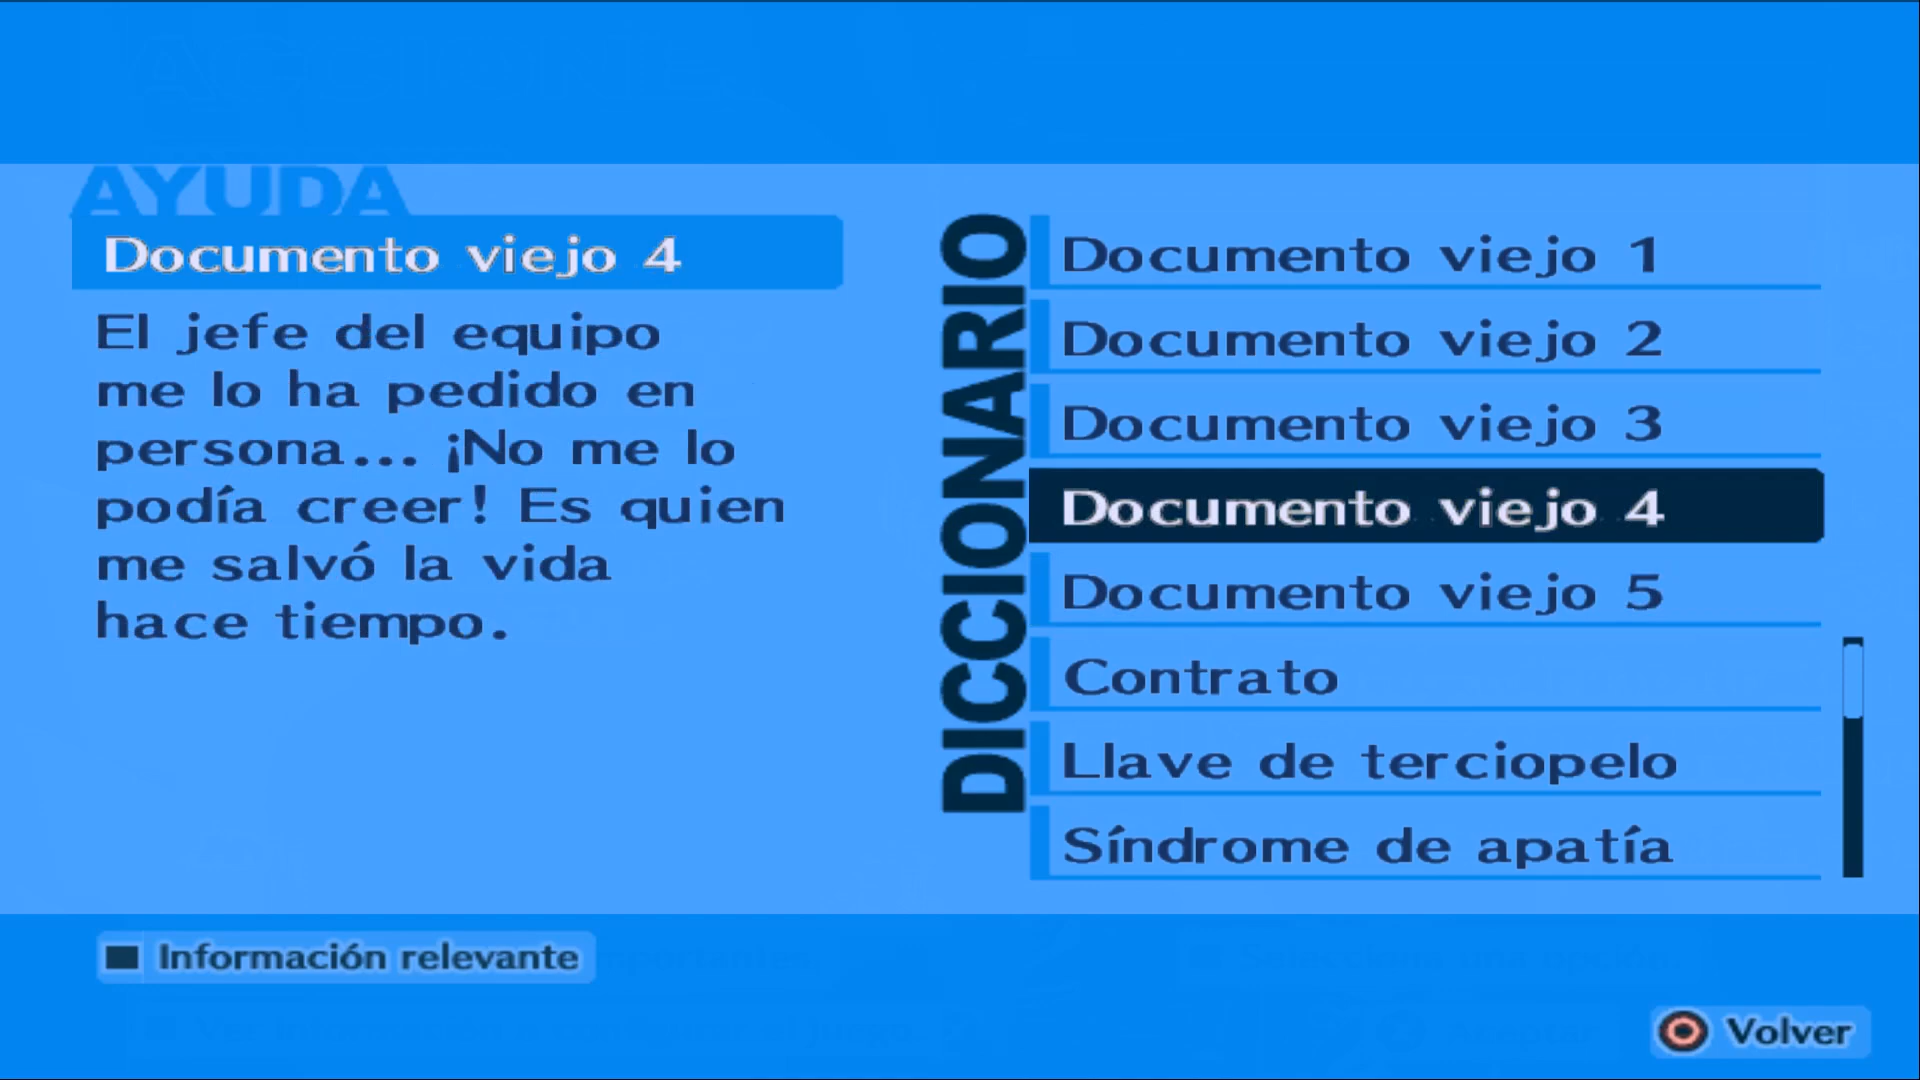 AYUDA
Documento viejo 4
El jefe del equipo
me lo ha pedido en
persona... ¡No me lo
podía creer! Es quien
me salvó la vida
hace tiempo.
DICCIONARIO
Documento viejo 1
Documento viejo 2
Documento viejo 3
Documento viejo 4
Documento viejo 5
Contrato
Llave de terciopelo
Síndrome de apatía
Información relevante
Volver